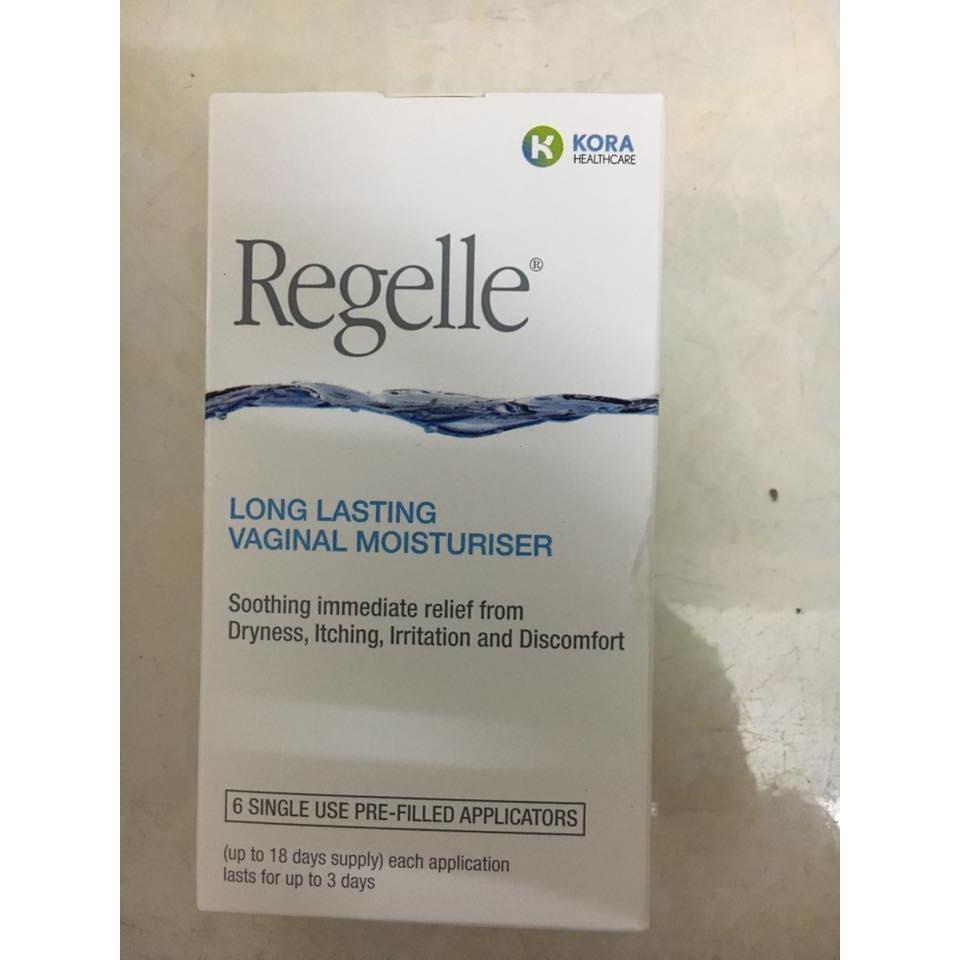 K KORA
HEALTHCARE
Regelle®
LONG LASTING
VAGINAL MOISTURISER
Soothing immediate relief from
Dryness, Itching, Irritation and Discomfort
6 SINGLE USE PRE-FILLED APPLICATORS
(up to 18 days supply) each application
lasts for up to 3 days